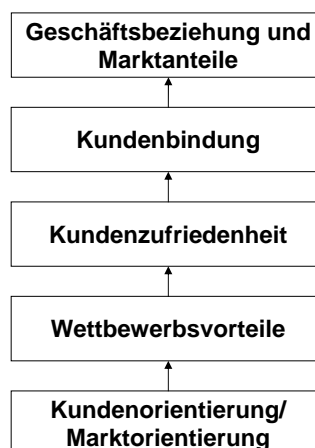 Geschäftsbeziehung und
Marktanteile
Kundenbindung
Kundenzufriedenheit
Wettbewerbsvorteile
Kundenorientierung/
Marktorientierung